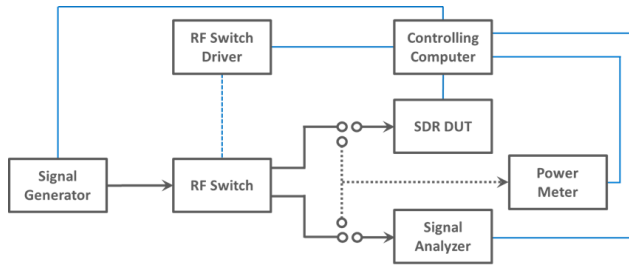 RF Switch
Driver
Controlling
Computer
SDR DUT
Signal
Generator
RF Switch
Power
Meter
Signal
Analyzer